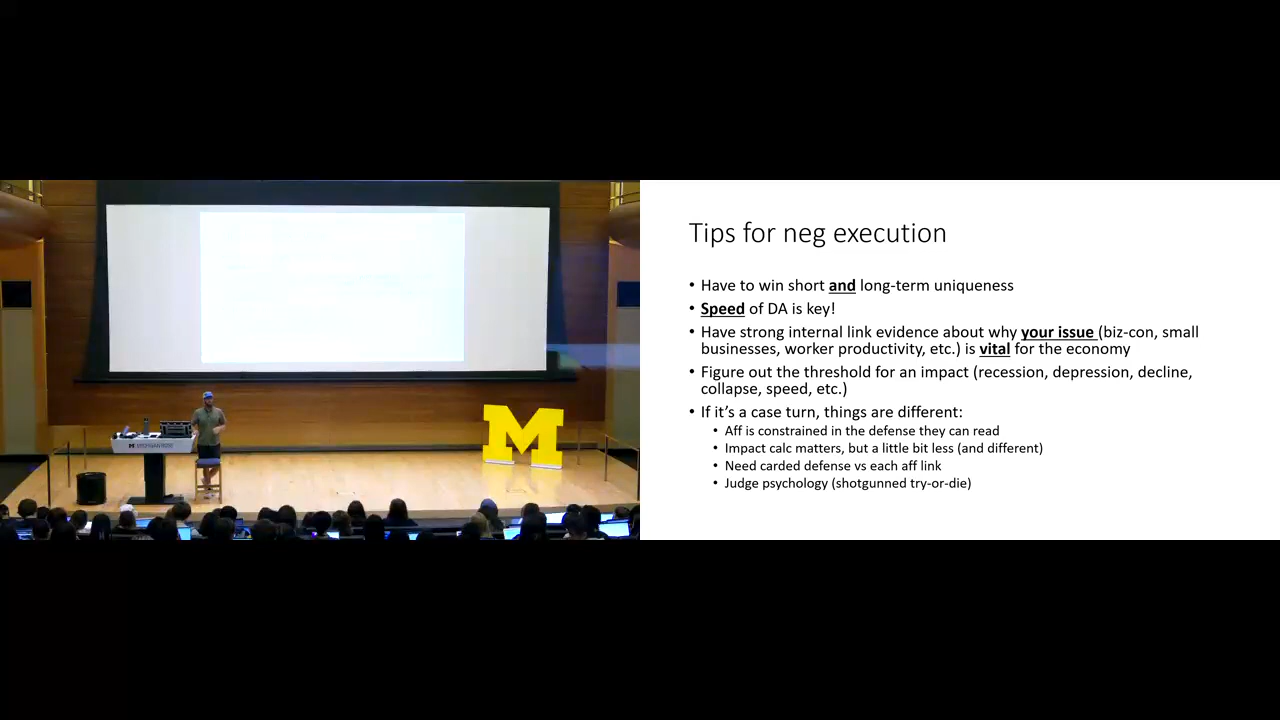 Tips for neg execution
• Have to win short and long-term uniqueness
• Speed of DA is key!
• Have strong internal link evidence about why your issue (biz-con, small
businesses, worker productivity, etc.) is vital for the economy
• Figure out the threshold for an impact (recession, depression, decline,
collapse, speed, etc.)
• If it’s a case turn, things are different:
• Aff is constrained in the defense they can read
• Impact calc matters, but a little bit less (and different)
• Need carded defense vs each aff link
• Judge psychology (shotgunned try-or-die)
M